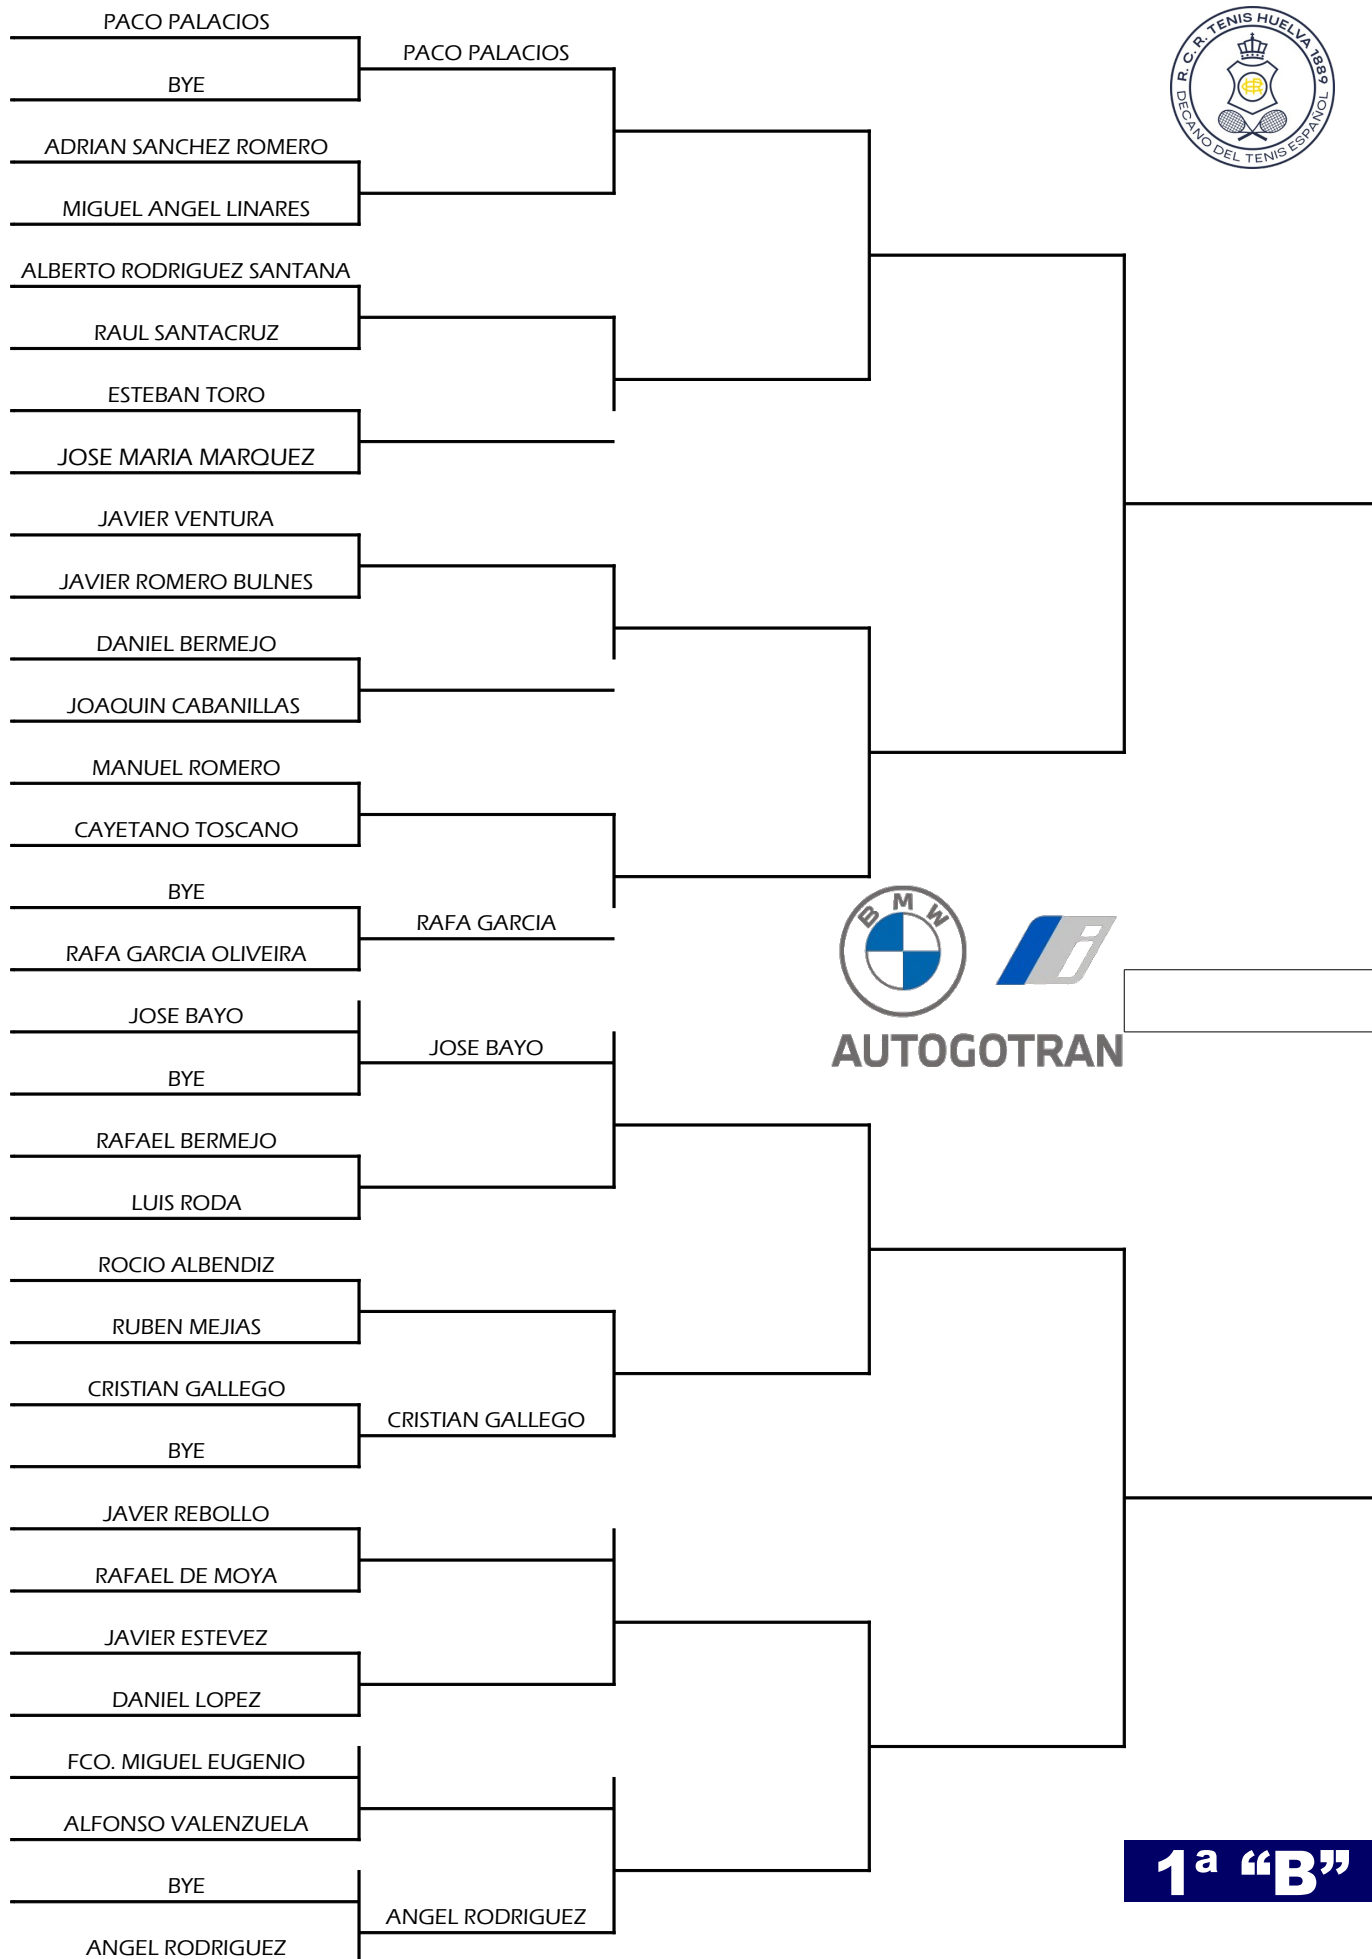 PACO PALACIOS
PACO PALACIOS
BYE
ADRIAN SANCHEZ ROMERO
MIGUEL ANGEL LINARES
ALBERTO RODRIGUEZ SANTANA
RAUL SANTACRUZ
ESTEBAN TORO
JOSE MARIA MARQUEZ
JAVIER VENTURA
JAVIER ROMERO BULNES
DANIEL BERMEJO
JOAQUIN CABANILLAS
MANUEL ROMERO
CAYETANO TOSCANO
BYE
RAFA GARCIA
RAFA GARCIA OLIVEIRA
JOSE BAYO
JOSE BAYO
BYE
RAFAEL BERMEJO
LUIS RODA
ROCIO ALBENDIZ
RUBEN MEJIAS
CRISTIAN GALLEGO
CRISTIAN GALLEGO
BYE
JAVER REBOLLO
RAFAEL DE MOYA
JAVIER ESTEVEZ
DANIEL LOPEZ
FCO. MIGUEL EUGENIO
ALFONSO VALENZUELA
BYE
ANGEL RODRIGUEZ
ANGEL RODRIGUEZ
R. C. R. TENIS HUELVA 1889
DECANO DEL TENIS ESPAÑOL
BMW
i
AUTOGOTRAN
1ª “B”